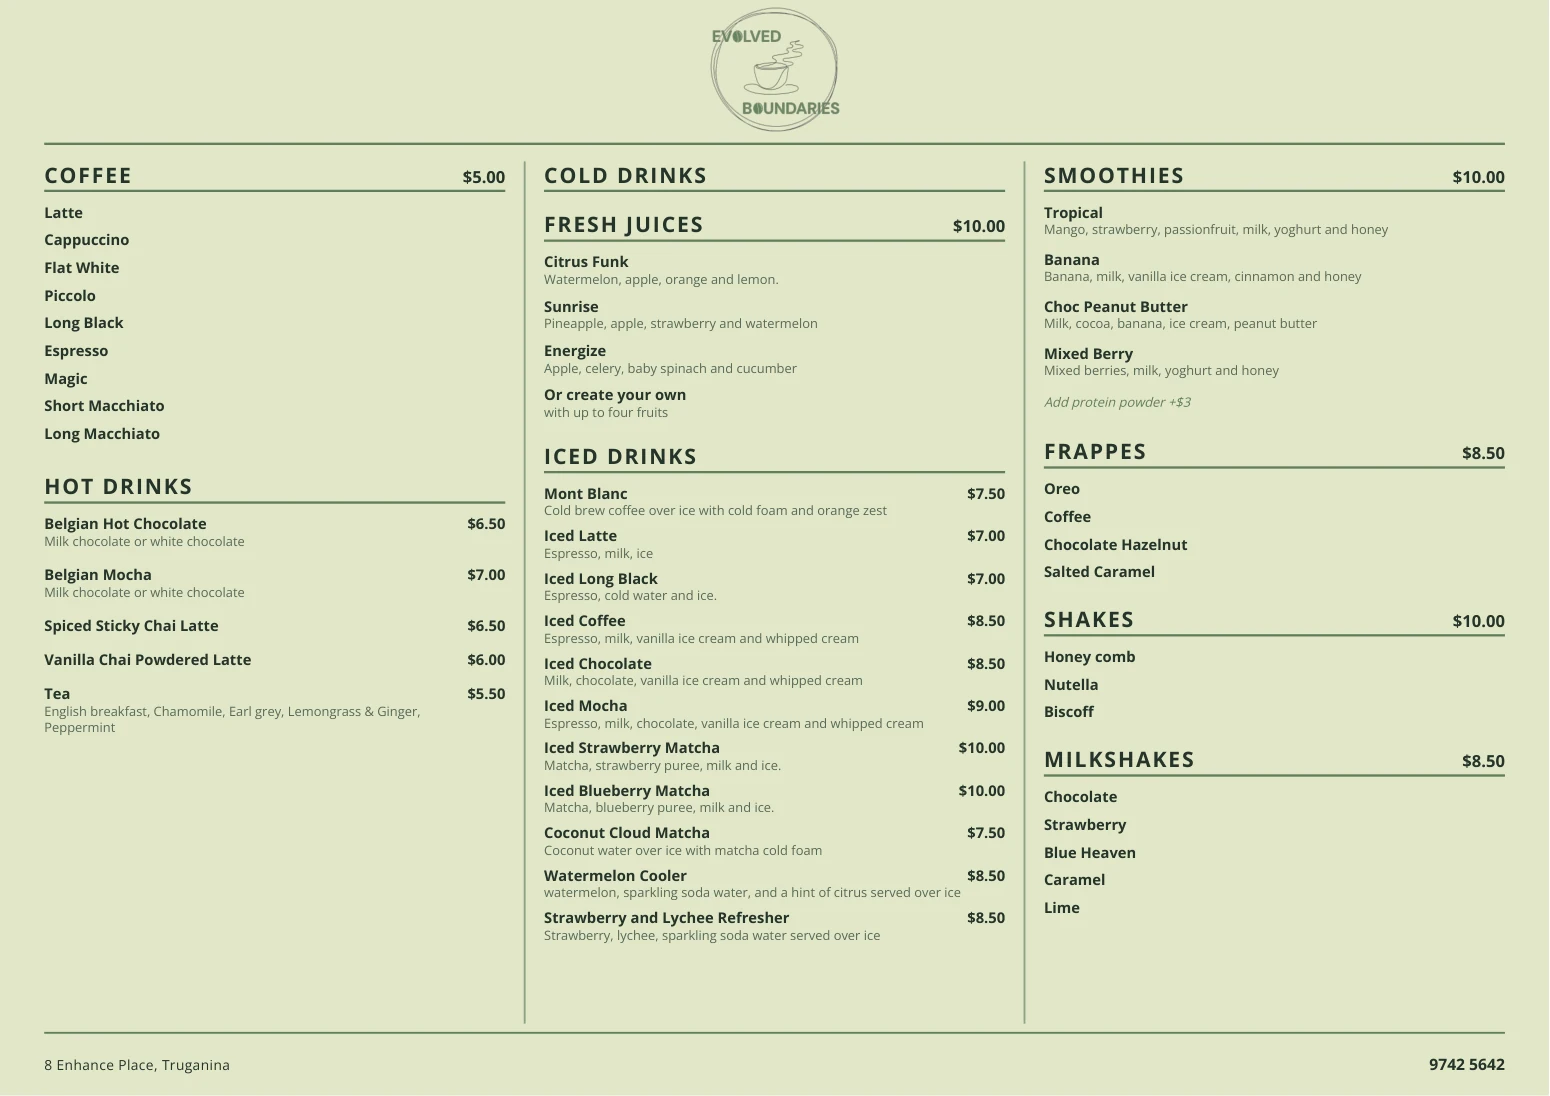 EVOLVED
BOUNDARIES
COFFEE $5.00
Latte
Cappuccino
Flat White
Piccolo
Long Black
Espresso
Magic
Short Macchiato
Long Macchiato
HOT DRINKS
Belgian Hot Chocolate $6.50
Milk chocolate or white chocolate
Belgian Mocha $7.00
Milk chocolate or white chocolate
Spiced Sticky Chai Latte $6.50
Vanilla Chai Powdered Latte $6.00
Tea $5.50
English breakfast, Chamomile, Earl grey, Lemongrass & Ginger,
Peppermint
COLD DRINKS
FRESH JUICES $10.00
Citrus Funk
Watermelon, apple, orange and lemon.
Sunrise
Pineapple, apple, strawberry and watermelon
Energize
Apple, celery, baby spinach and cucumber
Or create your own
with up to four fruits
ICED DRINKS
Mont Blanc $7.50
Cold brew coffee over ice with cold foam and orange zest
Iced Latte $7.00
Espresso, milk, ice
Iced Long Black $7.00
Espresso, cold water and ice.
Iced Coffee $8.50
Espresso, milk, vanilla ice cream and whipped cream
Iced Chocolate $8.50
Milk, chocolate, vanilla ice cream and whipped cream
Iced Mocha $9.00
Espresso, milk, chocolate, vanilla ice cream and whipped cream
Iced Strawberry Matcha $10.00
Matcha, strawberry puree, milk and ice.
Iced Blueberry Matcha $10.00
Matcha, blueberry puree, milk and ice.
Coconut Cloud Matcha $7.50
Coconut water over ice with matcha cold foam
Watermelon Cooler $8.50
watermelon, sparkling soda water, and a hint of citrus served over ice
Strawberry and Lychee Refresher $8.50
Strawberry, lychee, sparkling soda water served over ice
SMOOTHIES $10.00
Tropical
Mango, strawberry, passionfruit, milk, yoghurt and honey
Banana
Banana, milk, vanilla ice cream, cinnamon and honey
Choc Peanut Butter
Milk, cocoa, banana, ice cream, peanut butter
Mixed Berry
Mixed berries, milk, yoghurt and honey
Add protein powder +$3
FRAPPES $8.50
Oreo
Coffee
Chocolate Hazelnut
Salted Caramel
SHAKES $10.00
Honey comb
Nutella
Biscoff
MILKSHAKES $8.50
Chocolate
Strawberry
Blue Heaven
Caramel
Lime
8 Enhance Place, Truganina 9742 5642